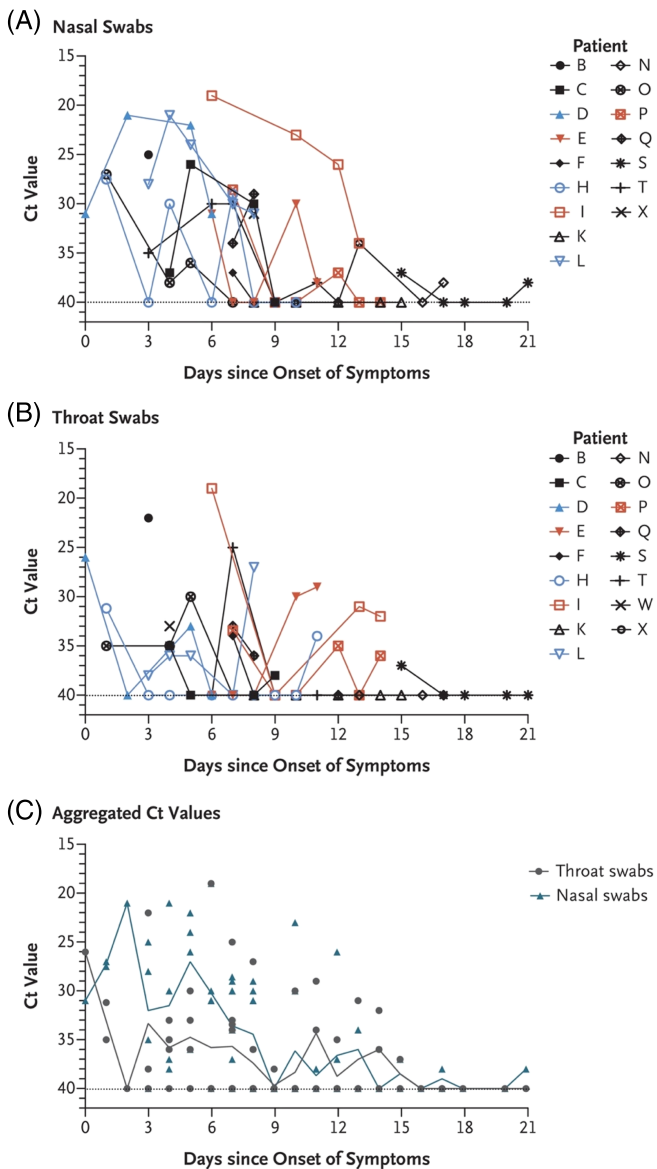 (A) Nasal Swabs
15
20
25
30
35
40
Ct Value
0 3 6 9 12 15 18 21
Days since Onset of Symptoms
Patient
B N
C O
D P
E Q
F S
H T
I X
K
L
(B) Throat Swabs
15
20
25
30
35
40
Ct Value
0 3 6 9 12 15 18 21
Days since Onset of Symptoms
Patient
B N
C O
D P
E Q
F S
H T
I W
K X
L
(C) Aggregated Ct Values
15
20
25
30
35
40
Ct Value
0 3 6 9 12 15 18 21
Days since Onset of Symptoms
Throat swabs
Nasal swabs